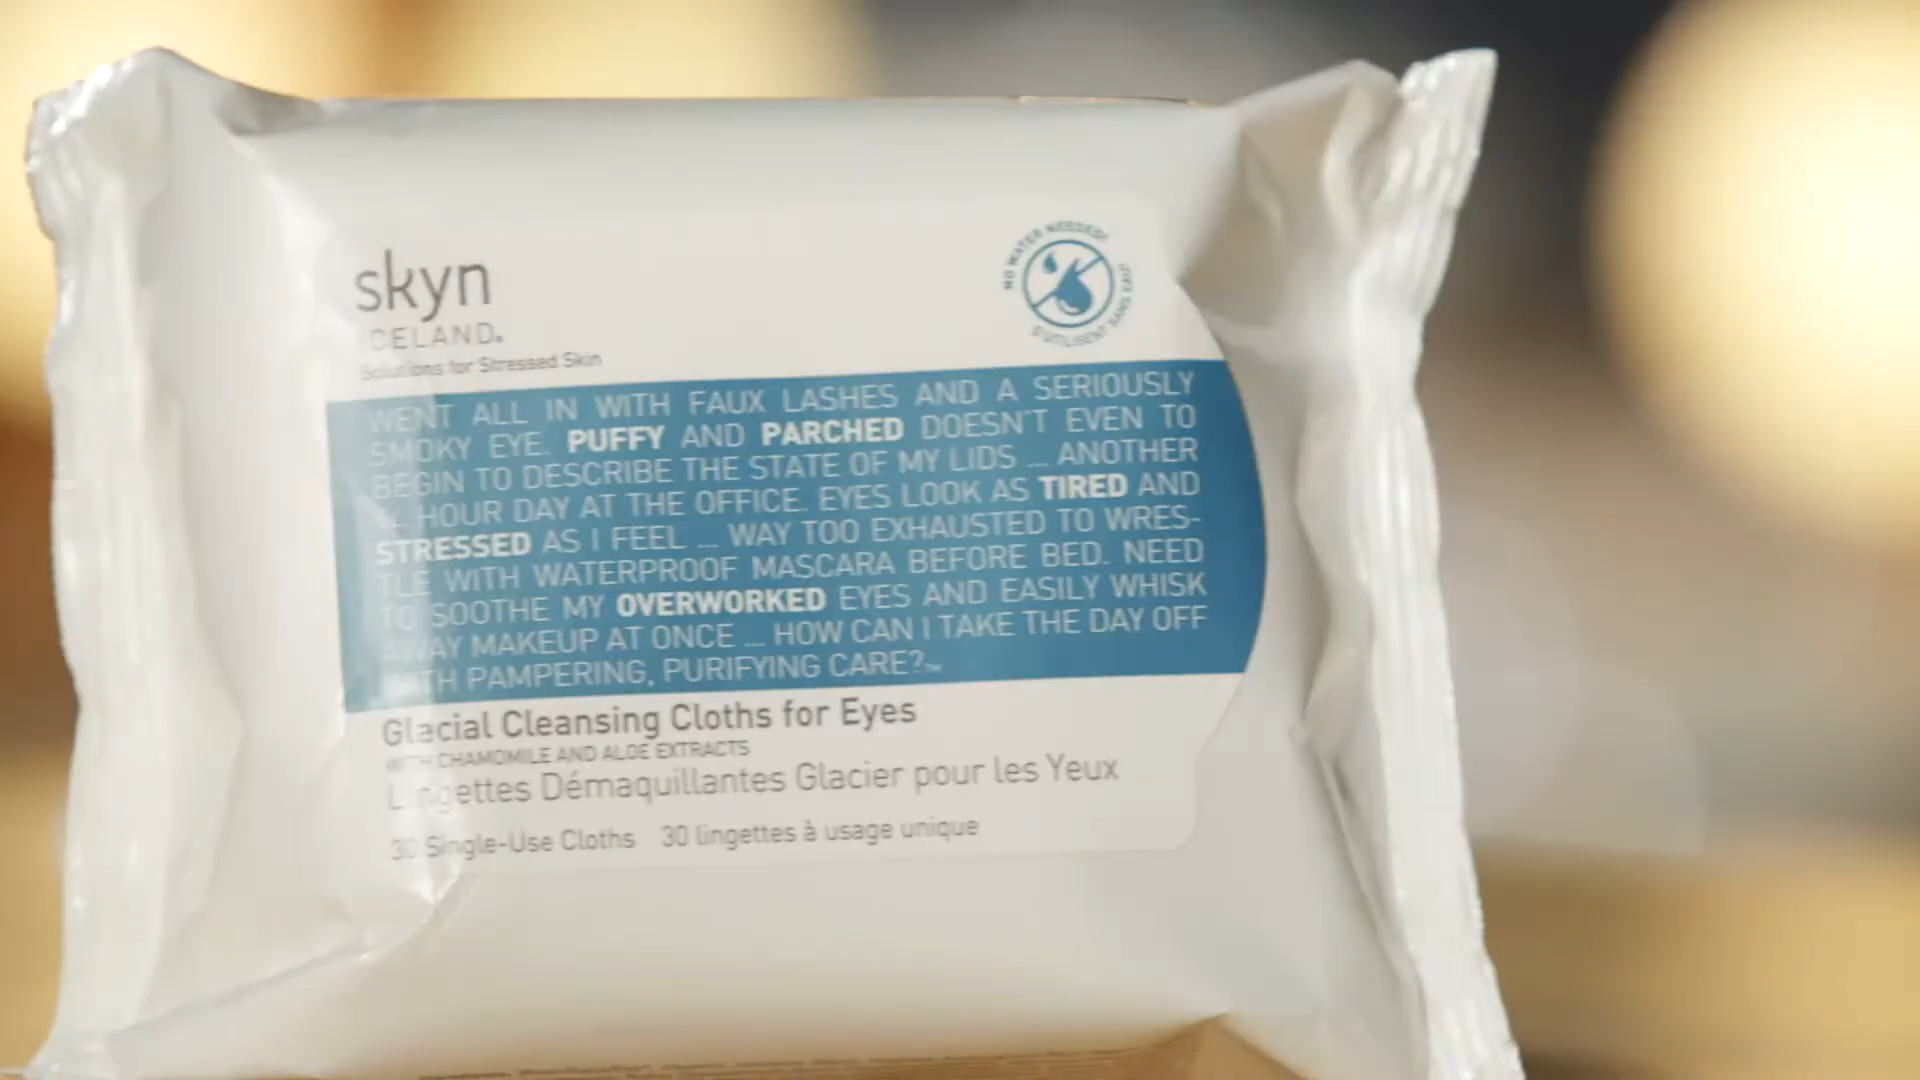 skyn
ICELAND®
Solutions for Stressed Skin
NO WATER NEEDED!
S'UTILISENT SANS EAU!
WENT ALL IN WITH FAUX LASHES AND A SERIOUSLY
SMOKY EYE. PUFFY AND PARCHED DOESN'T EVEN TO
BEGIN TO DESCRIBE THE STATE OF MY LIDS ... ANOTHER
HOUR DAY AT THE OFFICE. EYES LOOK AS TIRED AND
STRESSED AS I FEEL ... WAY TOO EXHAUSTED TO WRES-
TLE WITH WATERPROOF MASCARA BEFORE BED. NEED
TO SOOTHE MY OVERWORKED EYES AND EASILY WHISK
AWAY MAKEUP AT ONCE ... HOW CAN I TAKE THE DAY OFF
WITH PAMPERING, PURIFYING CARE?™
Glacial Cleansing Cloths for Eyes
WITH CHAMOMILE AND ALOE EXTRACTS
Lingettes Démaquillantes Glacier pour les Yeux
30 Single-Use Cloths 30 lingettes à usage unique